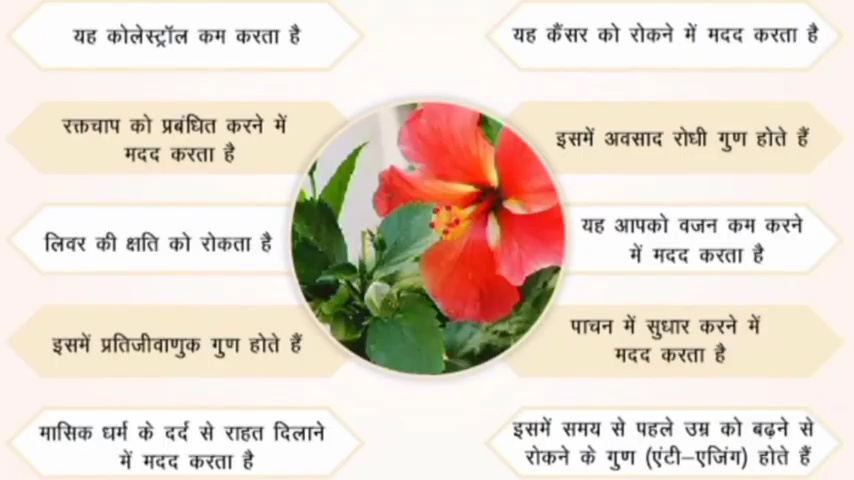 यह कोलेस्ट्रॉल कम करता है
रक्तचाप को प्रबंधित करने में
मदद करता है
लिवर की क्षति को रोकता है
इसमें प्रतिजीवाणुक गुण होते हैं
मासिक धर्म के दर्द से राहत दिलाने
में मदद करता है
यह कैंसर को रोकने में मदद करता है
इसमें अवसाद रोधी गुण होते हैं
यह आपको वजन कम करने
में मदद करता है
पाचन में सुधार करने में
मदद करता है
इसमें समय से पहले उम्र को बढ़ने से
रोकने के गुण (एंटी–एजिंग) होते हैं